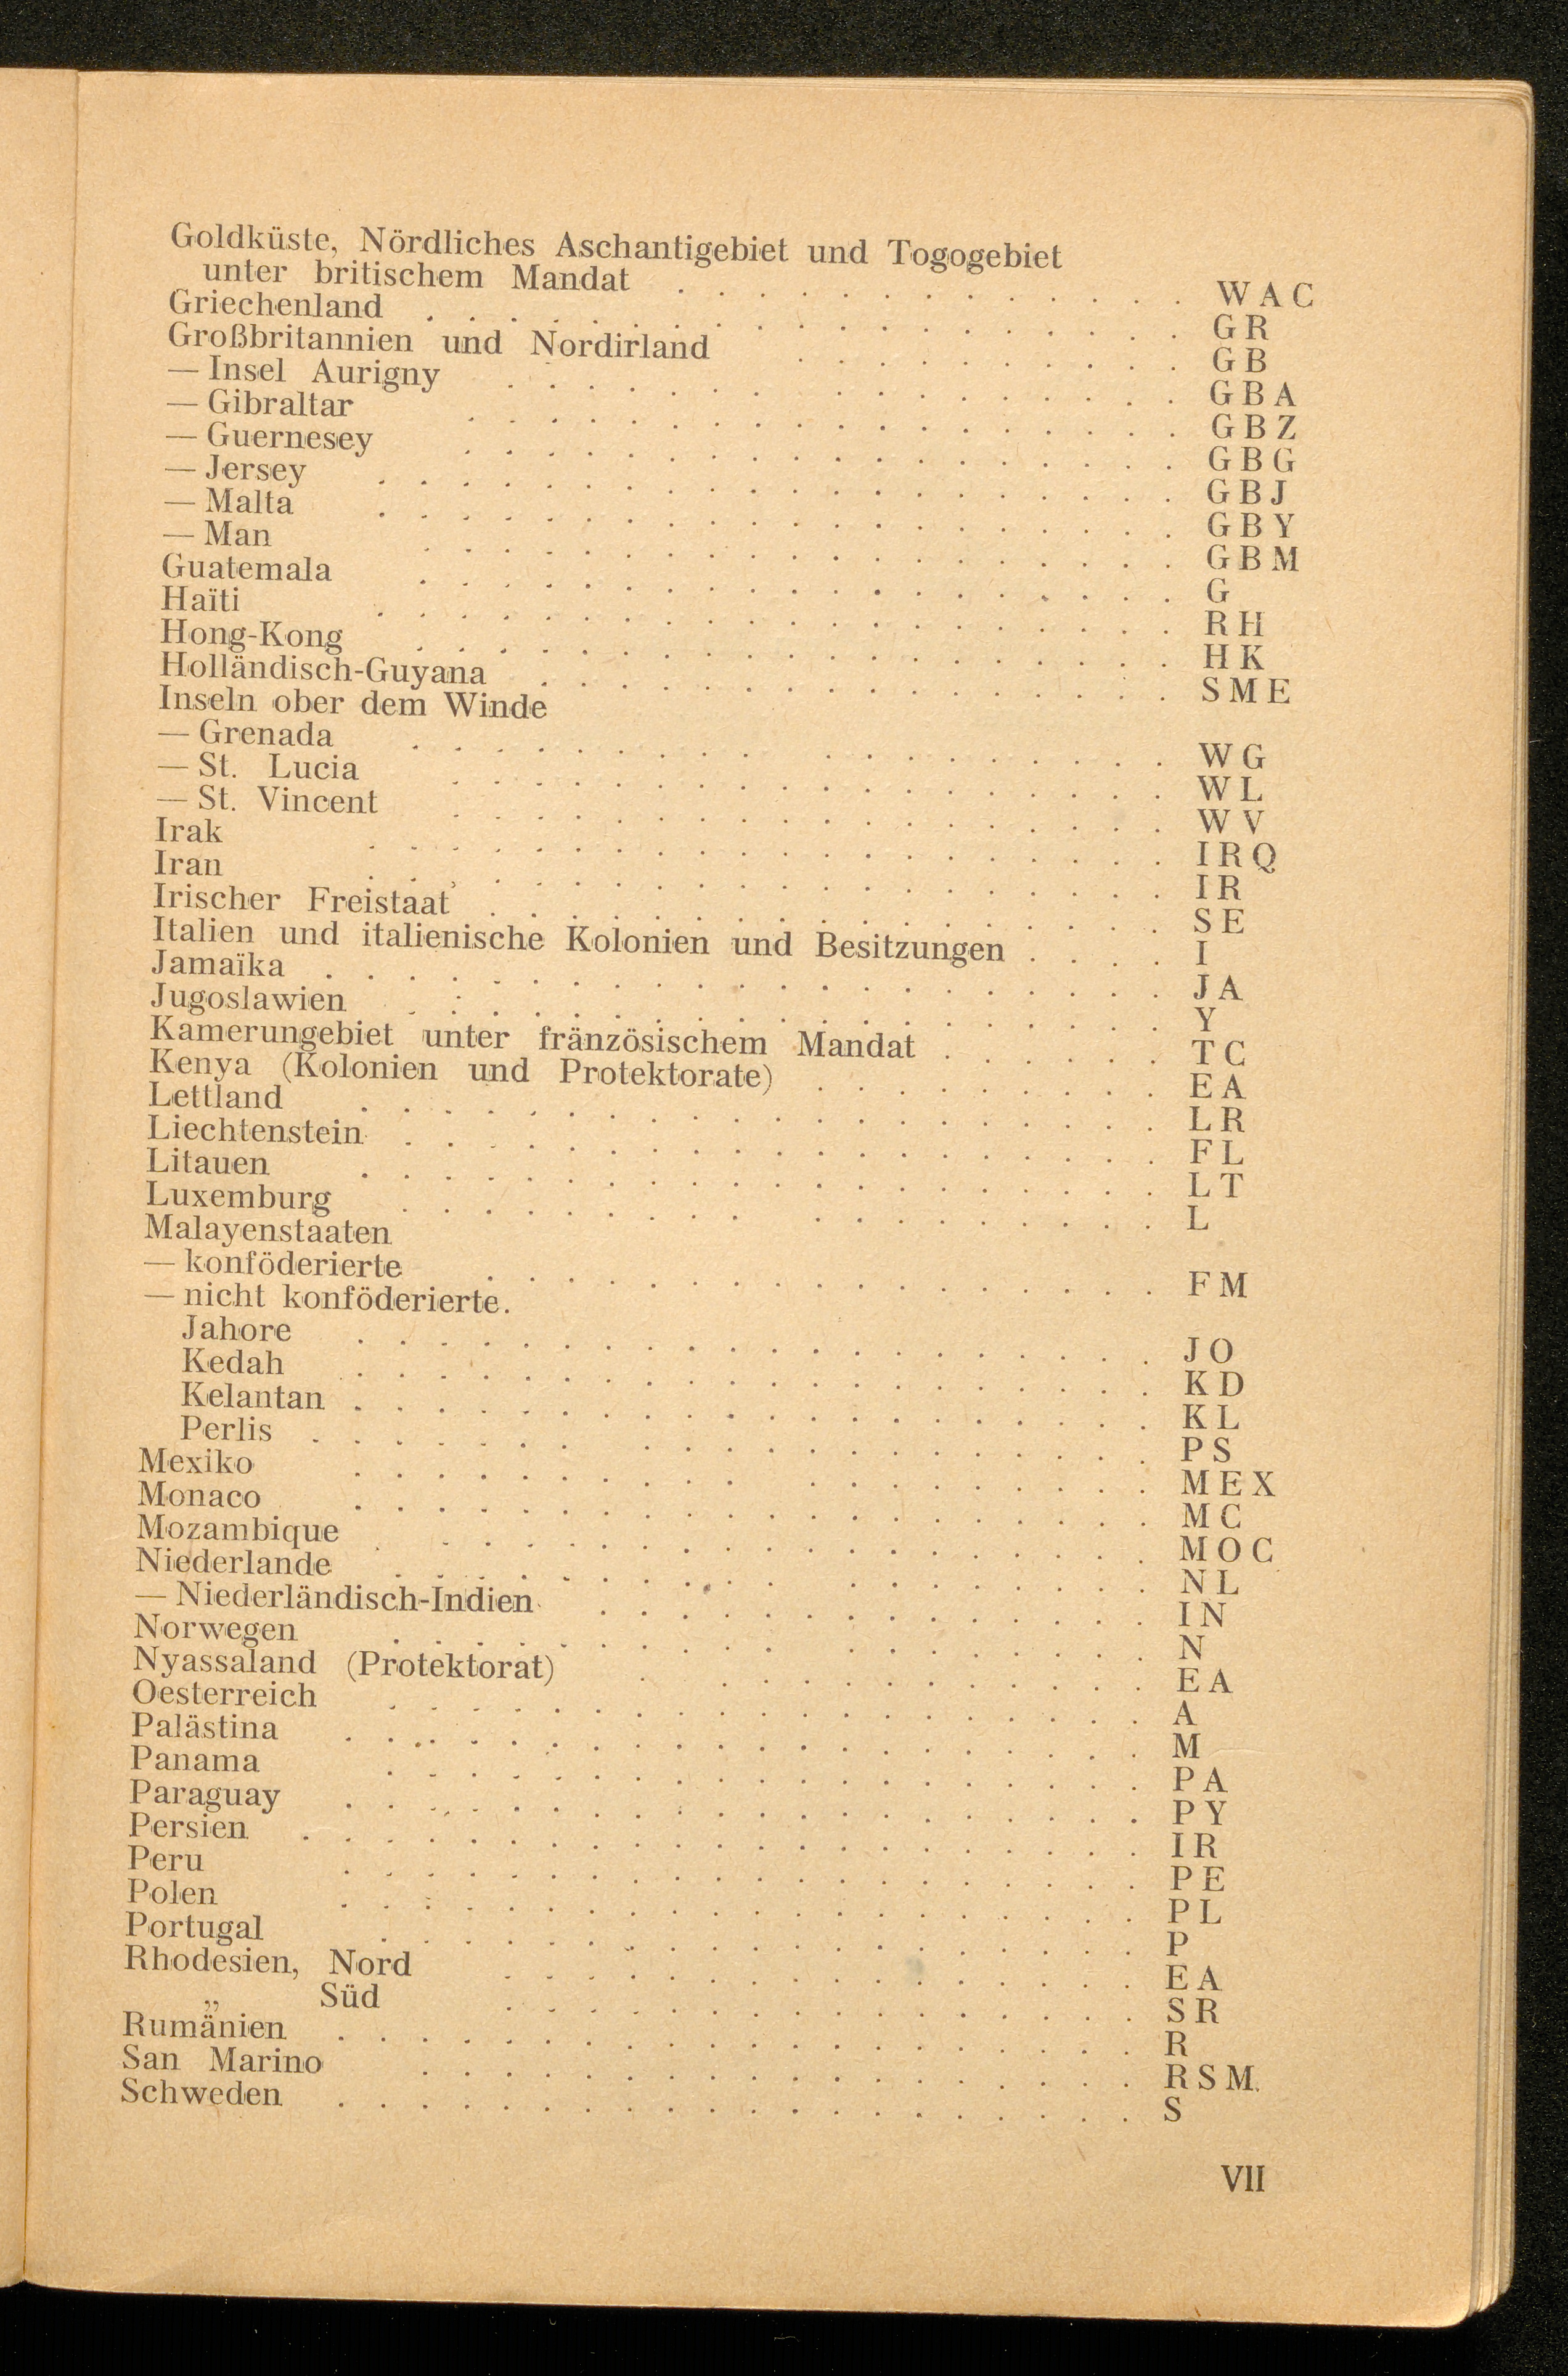 Goldküste, Nördliches Aschantigebiet und Togogebiet
unter britischem Mandat . . . . . . . . . . . . . W A C
Griechenland . . . . . . . . . . . . . . . . . . . G R
Großbritannien und Nordirland . . . . . . . . . . G B
— Insel Aurigny . . . . . . . . . . . . . . . . . G B A
— Gibraltar . . . . . . . . . . . . . . . . . . G B Z
— Guernesey . . . . . . . . . . . . . . . . . . G B G
— Jersey . . . . . . . . . . . . . . . . . . . . G B J
— Malta . . . . . . . . . . . . . . . . . . . . G B Y
— Man . . . . . . . . . . . . . . . . . . . G B M
Guatemala . . . . . . . . . . . . . . . . . . . G
Haïti . . . . . . . . . . . . . . . . . . . . R H
Hong-Kong . . . . . . . . . . . . . . . . . . . H K
Holländisch-Guyana . . . . . . . . . . . . . . . . S M E
Inseln ober dem Winde
— Grenada . . . . . . . . . . . . . . . . . . . W G
— St. Lucia . . . . . . . . . . . . . . . . . . W L
— St. Vincent . . . . . . . . . . . . . . . . . . W V
Irak . . . . . . . . . . . . . . . . . . . . I R Q
Iran . . . . . . . . . . . . . . . . . . . . I R
Irischer Freistaat . . . . . . . . . . . . . . . . . S E
Italien und italienische Kolonien und Besitzungen . . . . I
Jamaïka . . . . . . . . . . . . . . . . . . . . . J A
Jugoslawien . . . . . . . . . . . . . . . . . . . Y
Kamerungebiet unter fränzösischem Mandat . . . . . . T C
Kenya (Kolonien und Protektorate) . . . . . . . . . E A
Lettland . . . . . . . . . . . . . . . . . . . . L R
Liechtenstein . . . . . . . . . . . . . . . . . . . F L
Litauen . . . . . . . . . . . . . . . . . . . . L T
Luxemburg . . . . . . . . . . . . . . . . . . . L
Malayenstaaten
— konföderierte . . . . . . . . . . . . . . . . . F M
— nicht konföderierte.
Jahore . . . . . . . . . . . . . . . . . . . . J O
Kedah . . . . . . . . . . . . . . . . . . . . K D
Kelantan . . . . . . . . . . . . . . . . . . . . K L
Perlis . . . . . . . . . . . . . . . . . . . . . P S
Mexiko . . . . . . . . . . . . . . . . . . . . M E X
Monaco . . . . . . . . . . . . . . . . . . . . M C
Mozambique . . . . . . . . . . . . . . . . . . . M O C
Niederlande . . . . . . . . . . . . . . . . . . . N L
— Niederländisch-Indien . . . . . . . . . . . . . . I N
Norwegen . . . . . . . . . . . . . . . . . . . N
Nyassaland (Protektorat) . . . . . . . . . . . . . E A
Oesterreich . . . . . . . . . . . . . . . . . . . A
Palästina . . . . . . . . . . . . . . . . . . . . M
Panama . . . . . . . . . . . . . . . . . . . P A
Paraguay . . . . . . . . . . . . . . . . . . . . P Y
Persien . . . . . . . . . . . . . . . . . . . . . I R
Peru . . . . . . . . . . . . . . . . . . . . P E
Polen . . . . . . . . . . . . . . . . . . . . P L
Portugal . . . . . . . . . . . . . . . . . . . P
Rhodesien, Nord . . . . . . . . . . . . . . . . E A
„ Süd . . . . . . . . . . . . . . . . S R
Rumänien . . . . . . . . . . . . . . . . . . . . R
San Marino . . . . . . . . . . . . . . . . . . R S M.
Schweden . . . . . . . . . . . . . . . . . . . . S
VII